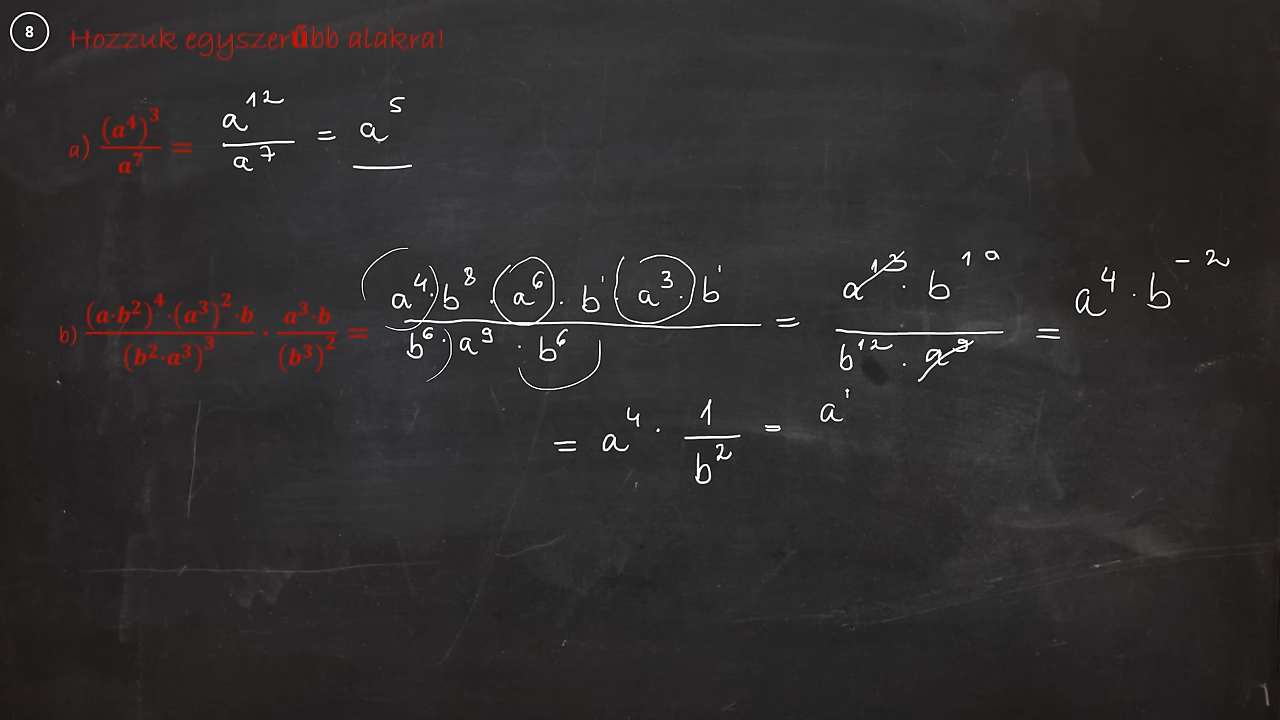 8
Hozzuk egyszerűbb alakra!
a) (a⁴)³/a⁷ = a¹²/a⁷ = a⁵
b) (a·b²)⁴·(a³)²·b/(b²·a³)³ · a³·b/(b³)² = a⁴·b⁸·a⁶·b¹·a³·b¹/b⁶·a⁹·b⁶ = a¹³·b¹⁰/b¹²·a⁹ = a⁴·b⁻²
= a⁴·1/b² = a¹